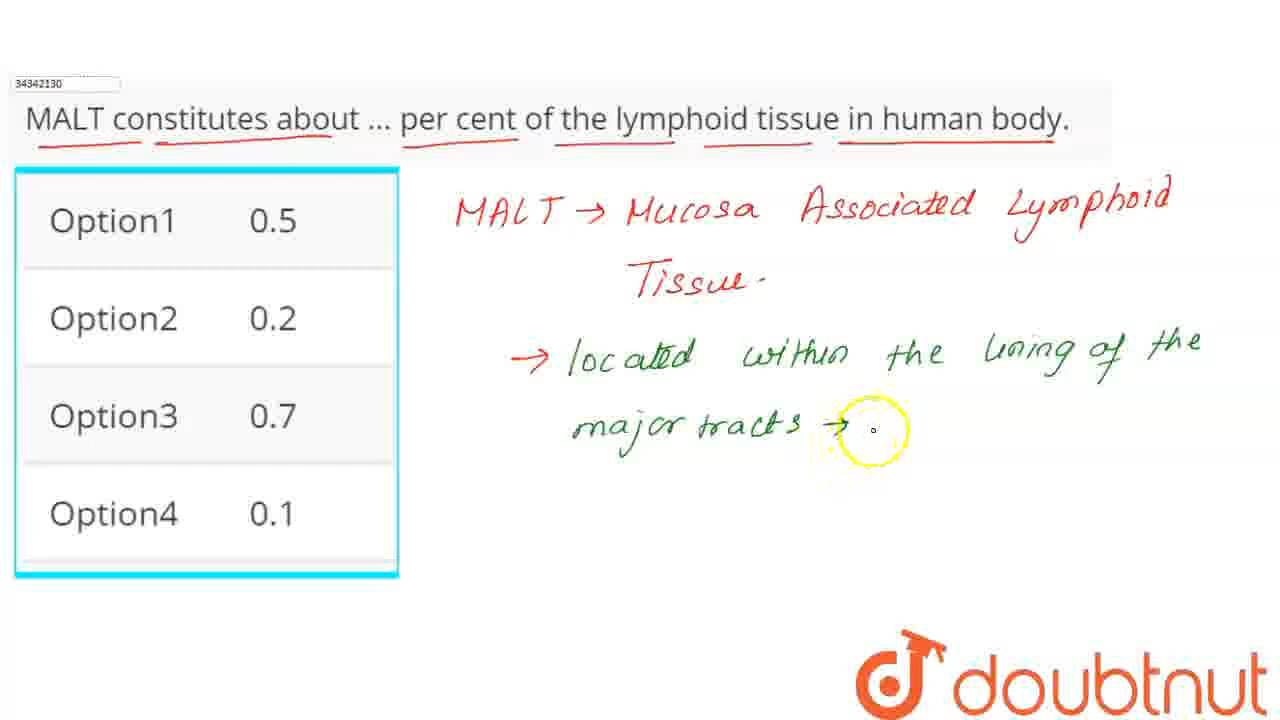 34342130
MALT constitutes about ... per cent of the lymphoid tissue in human body.
Option1 0.5
Option2 0.2
Option3 0.7
Option4 0.1
MALT → Mucosa Associated Lymphoid
Tissue.
→ located within the lining of the
major tracts →
doubtnut